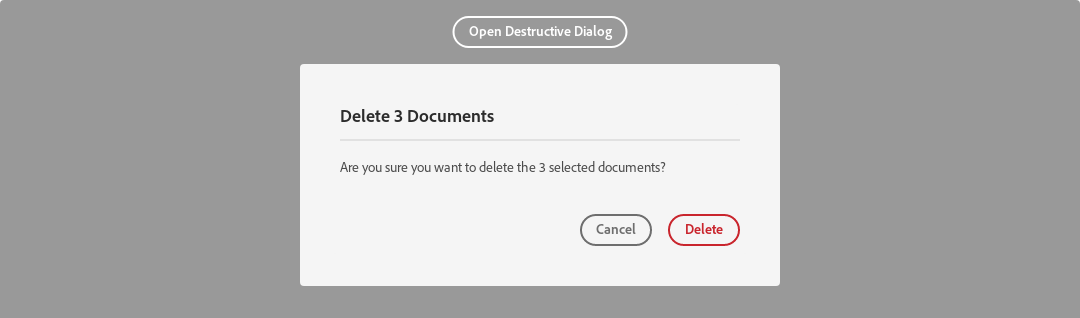 Open Destructive Dialog
Delete 3 Documents
Are you sure you want to delete the 3 selected documents?
Cancel
Delete